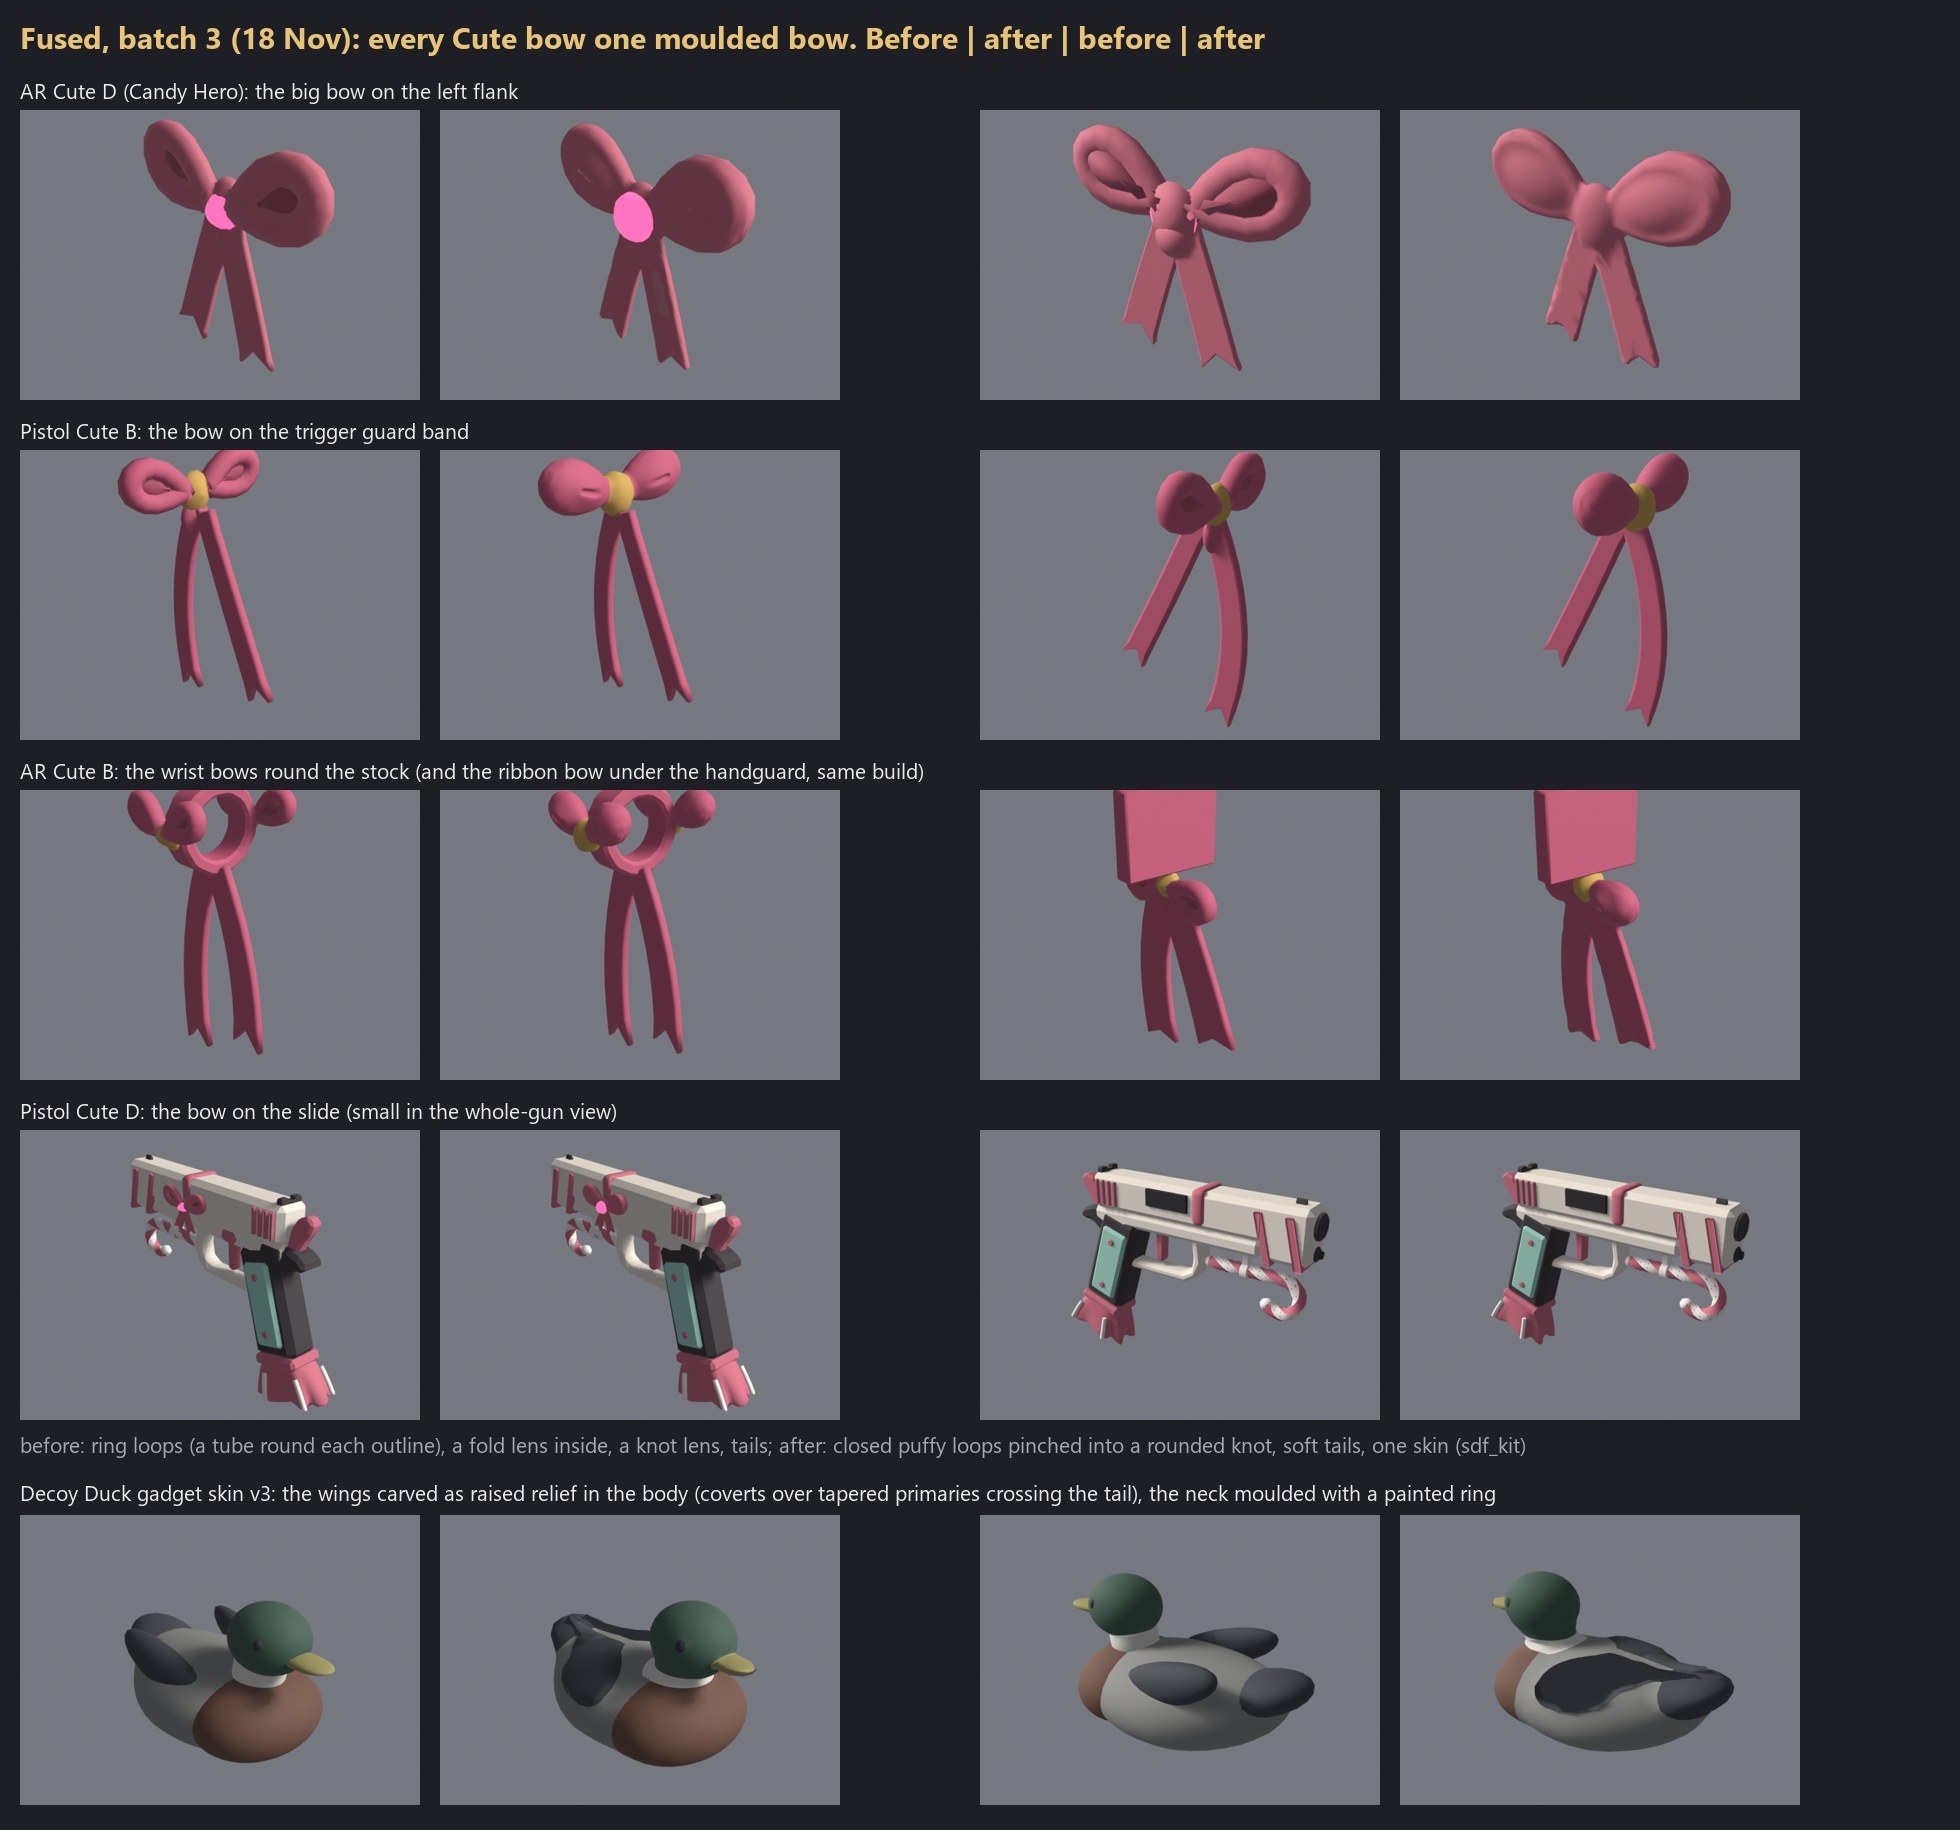 Fused, batch 3 (18 Nov): every Cute bow one moulded bow. Before | after | before | after
AR Cute D (Candy Hero): the big bow on the left flank
Pistol Cute B: the bow on the trigger guard band
AR Cute B: the wrist bows round the stock (and the ribbon bow under the handguard, same build)
Pistol Cute D: the bow on the slide (small in the whole-gun view)
before: ring loops (a tube round each outline), a fold lens inside, a knot lens, tails; after: closed puffy loops pinched into a rounded knot, soft tails, one skin (sdf_kit)
Decoy Duck gadget skin v3: the wings carved as raised relief in the body (coverts over tapered primaries crossing the tail), the neck moulded with a painted ring